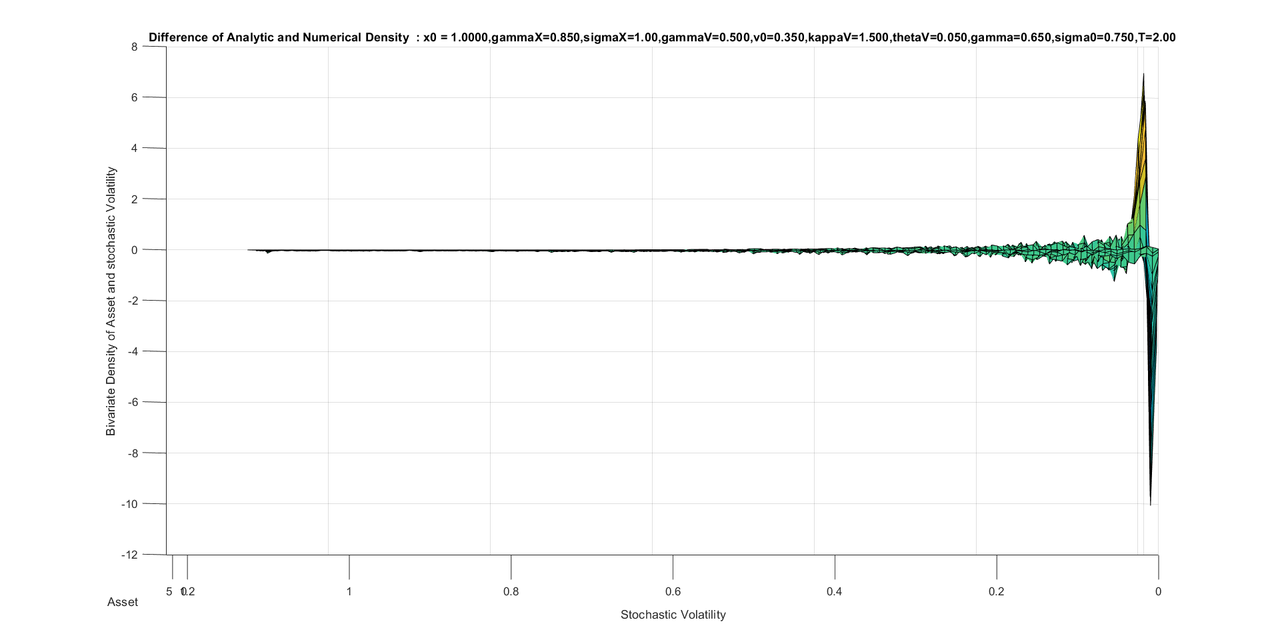 Difference of Analytic and Numerical Density : x0 = 1.0000,gammaX=0.850,sigmaX=1.00,gammaV=0.500,v0=0.350,kappaV=1.500,thetaV=0.050,gamma=0.650,sigma0=0.750,T=2.00
8
6
4
2
0
-2
-4
-6
-8
-10
-12
Bivariate Density of Asset and stochastic Volatility
5 1.2 1 0.8 0.6 0.4 0.2 0
Asset
Stochastic Volatility